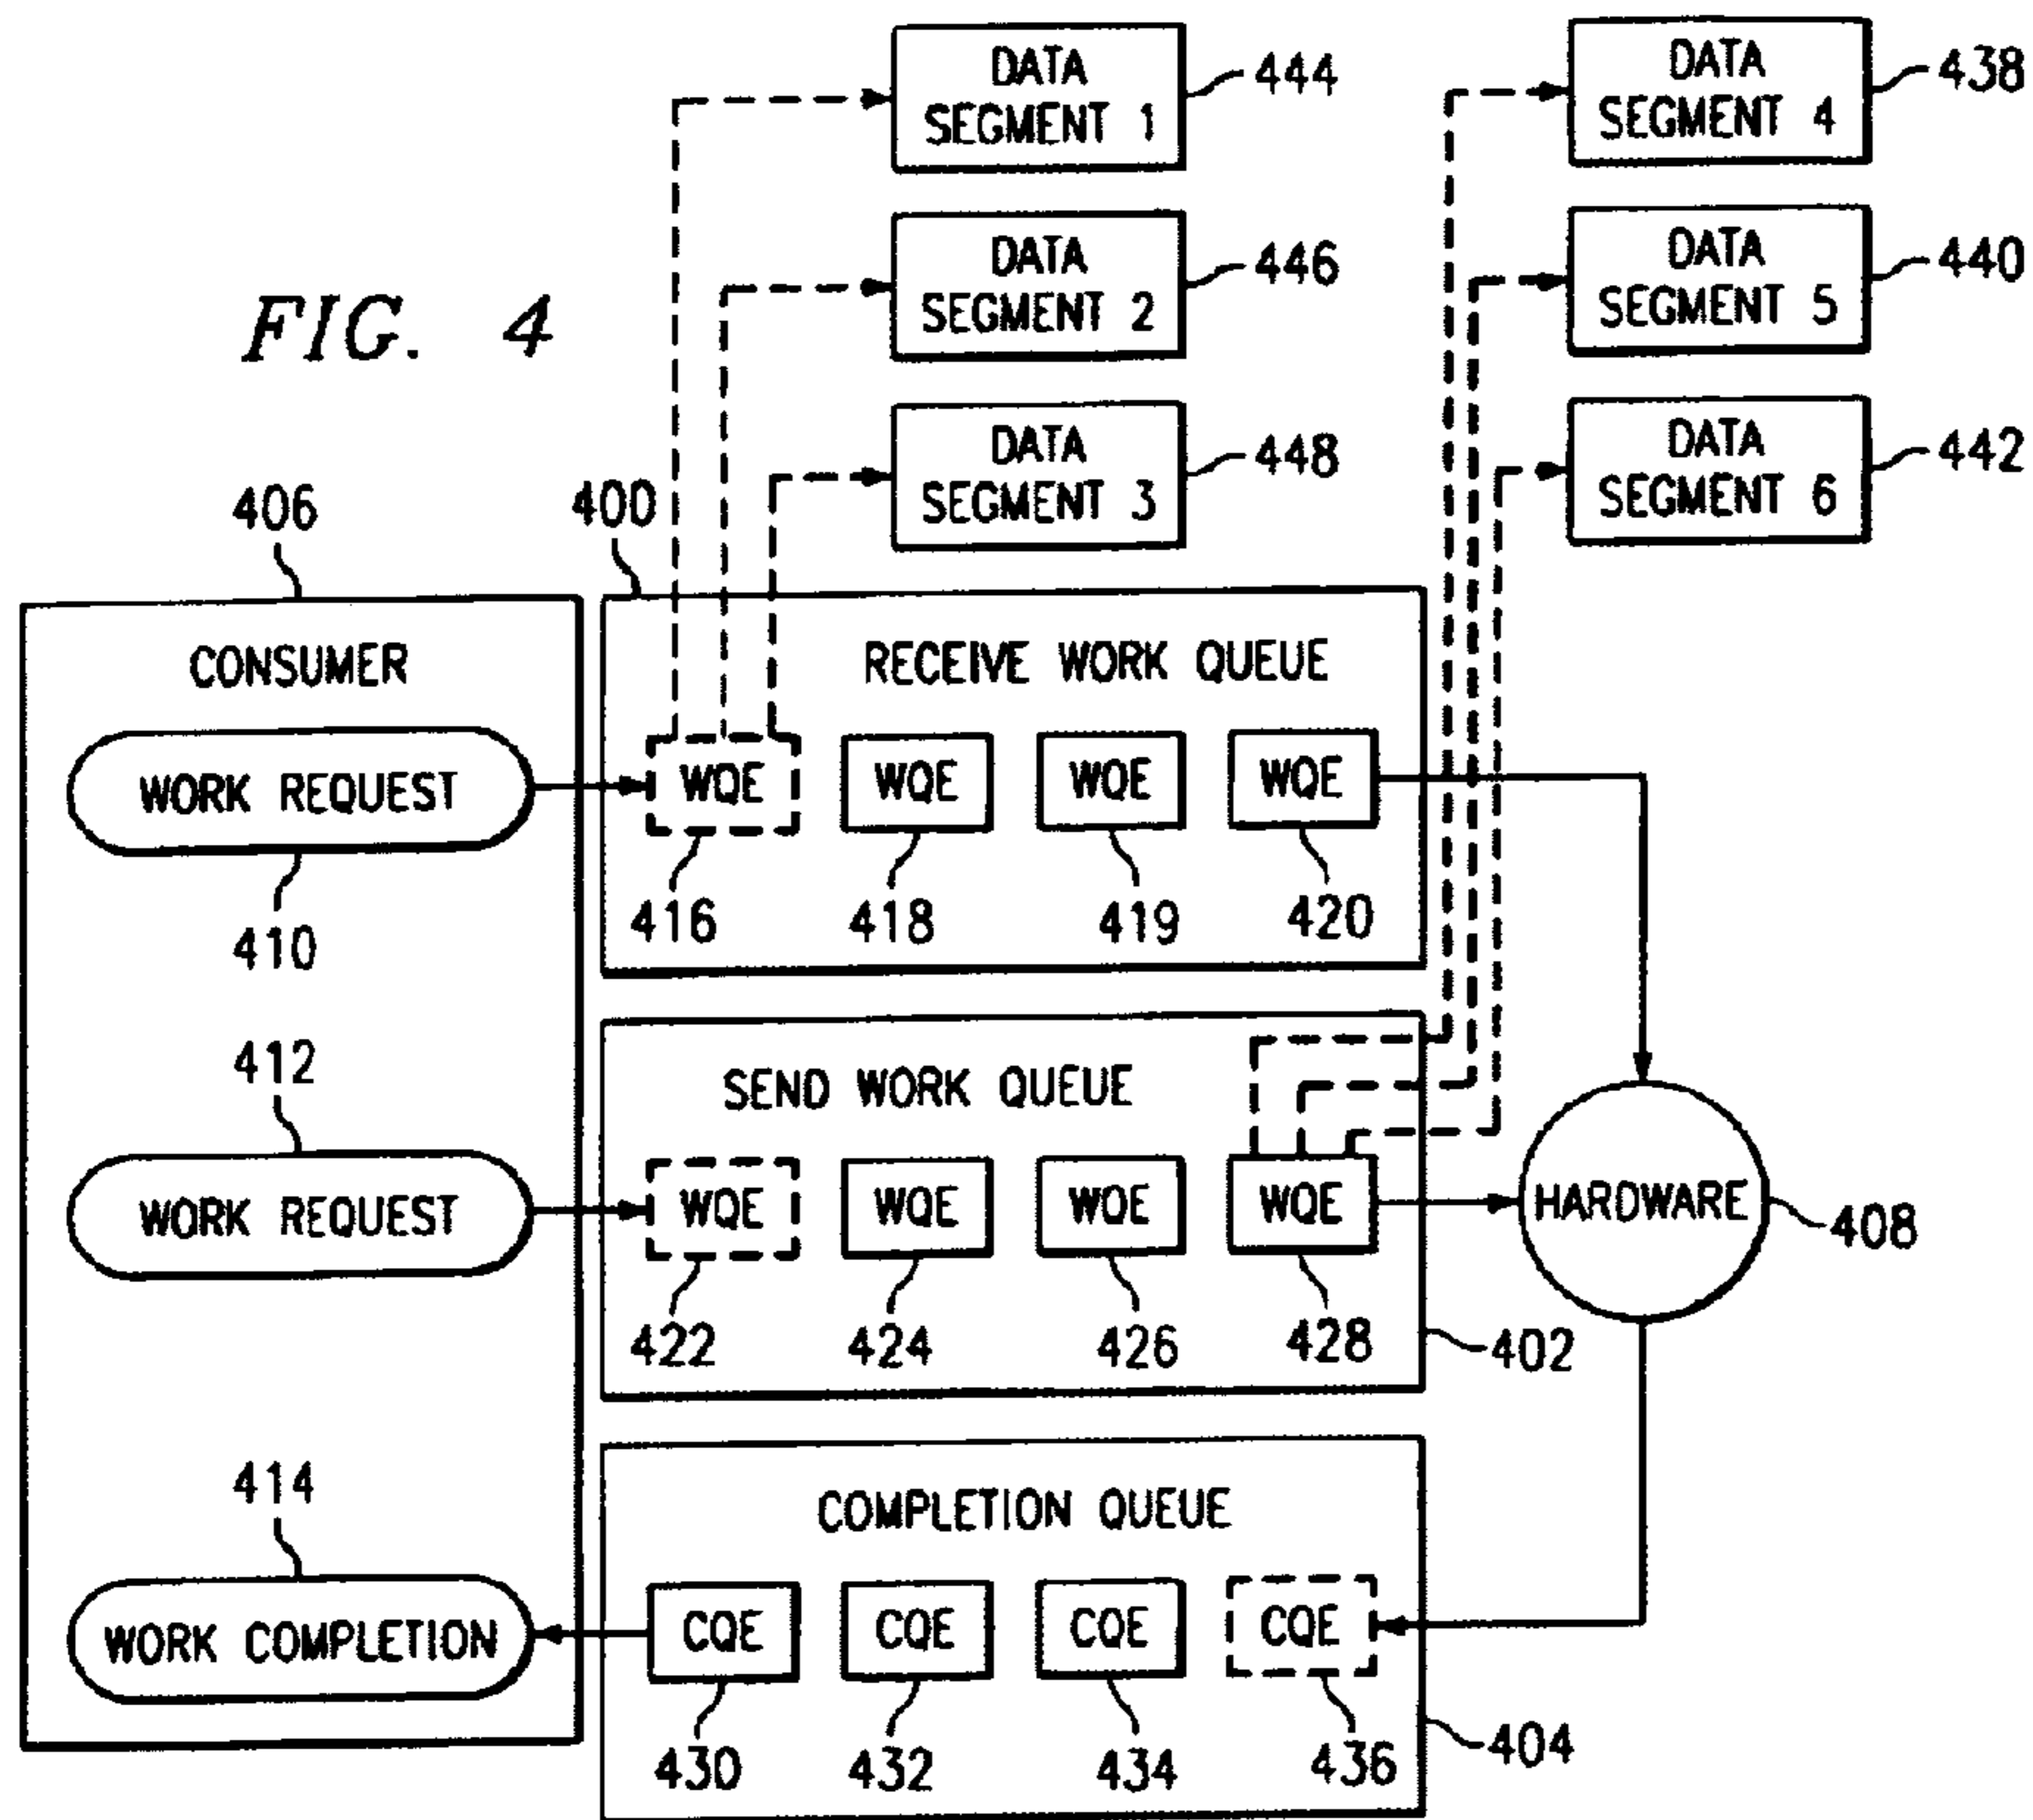 DATA
SEGMENT 1
444
DATA
SEGMENT 4
438
DATA
SEGMENT 2
446
DATA
SEGMENT 5
440
FIG. 4
DATA
SEGMENT 3
448
DATA
SEGMENT 6
442
406
400
CONSUMER
RECEIVE WORK QUEUE
WORK REQUEST
WQE
WQE
WQE
WQE
410
416
418
419
420
412
SEND WORK QUEUE
WORK REQUEST
WQE
WQE
WQE
WQE
HARDWARE
408
422
424
426
428
402
414
COMPLETION QUEUE
WORK COMPLETION
CQE
CQE
CQE
CQE
430
432
434
436
404